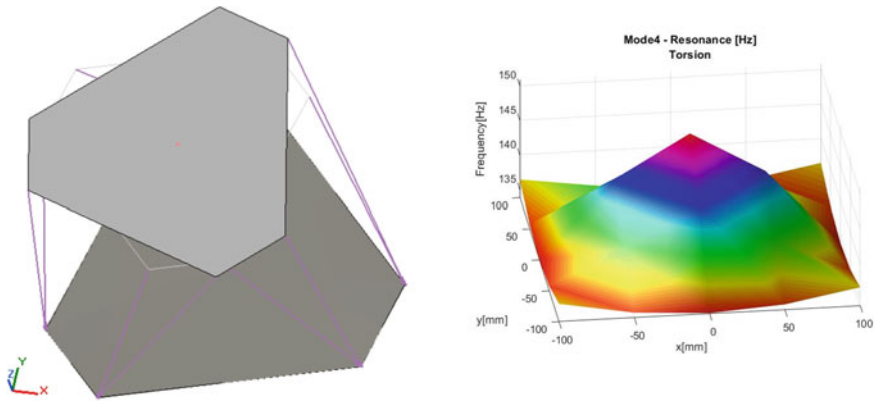 Mode4 - Resonance [Hz]
Torsion
150
145
140
135
Frequency[Hz]
100
50
0
-50
-100
y[mm]
-100
-50
0
50
100
x[mm]
Z
Y
X